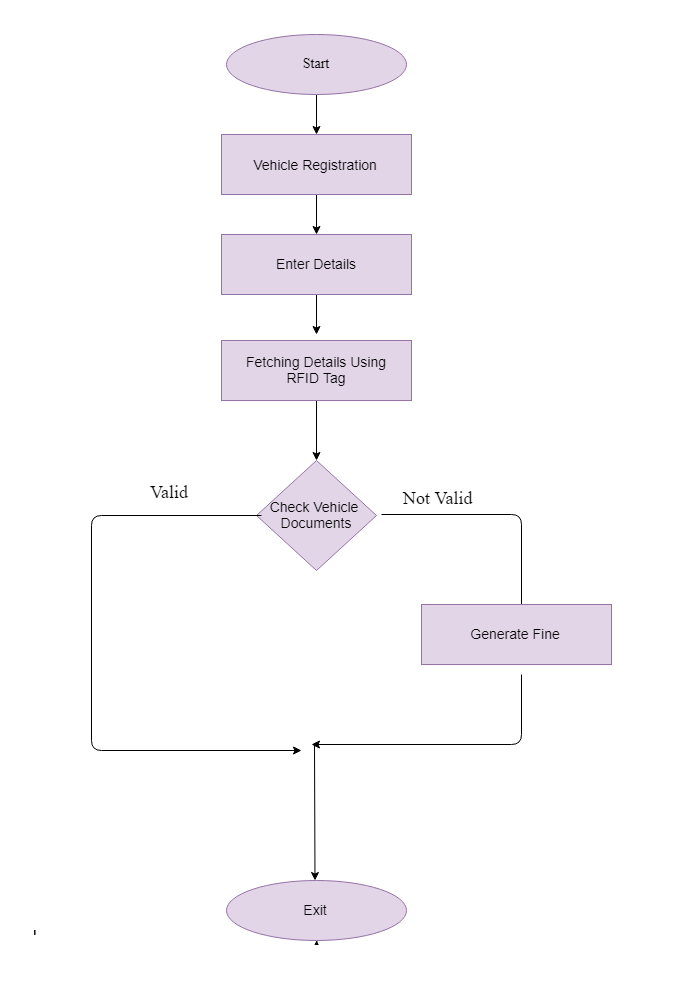 Start
Vehicle Registration
Enter Details
Fetching Details Using
RFID Tag
Valid
Not Valid
Check Vehicle
Documents
Generate Fine
Exit